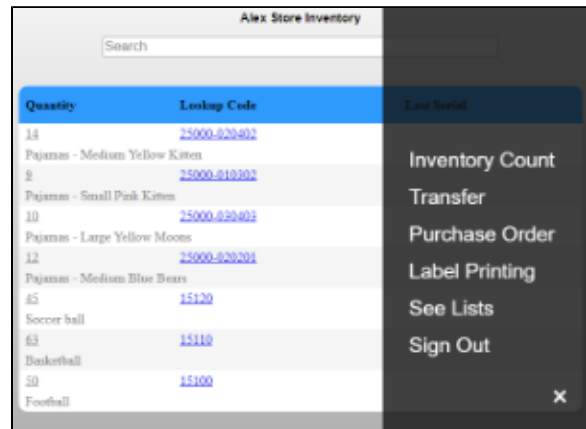 Alex Store Inventory
Search
Quantity Lookup Code Last Serial
14 25000-020402
Pajamas - Medium Yellow Kitten
9 25000-010302
Pajamas - Small Pink Kitten
10 25000-030403
Pajamas - Large Yellow Moons
12 25000-020201
Pajamas - Medium Blue Bears
45 15120
Soccer ball
63 15110
Basketball
50 15100
Football
Inventory Count
Transfer
Purchase Order
Label Printing
See Lists
Sign Out
×